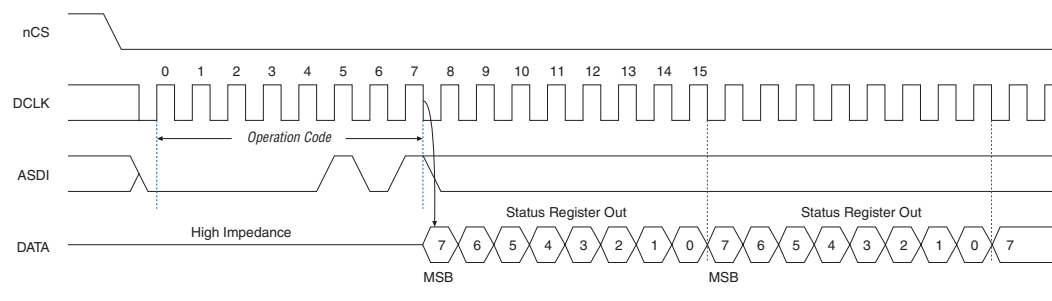 nCS
0 1 2 3 4 5 6 7 8 9 10 11 12 13 14 15
DCLK
Operation Code
ASDI
Status Register Out Status Register Out
High Impedance
DATA 7 6 5 4 3 2 1 0 7 6 5 4 3 2 1 0 7
MSB MSB